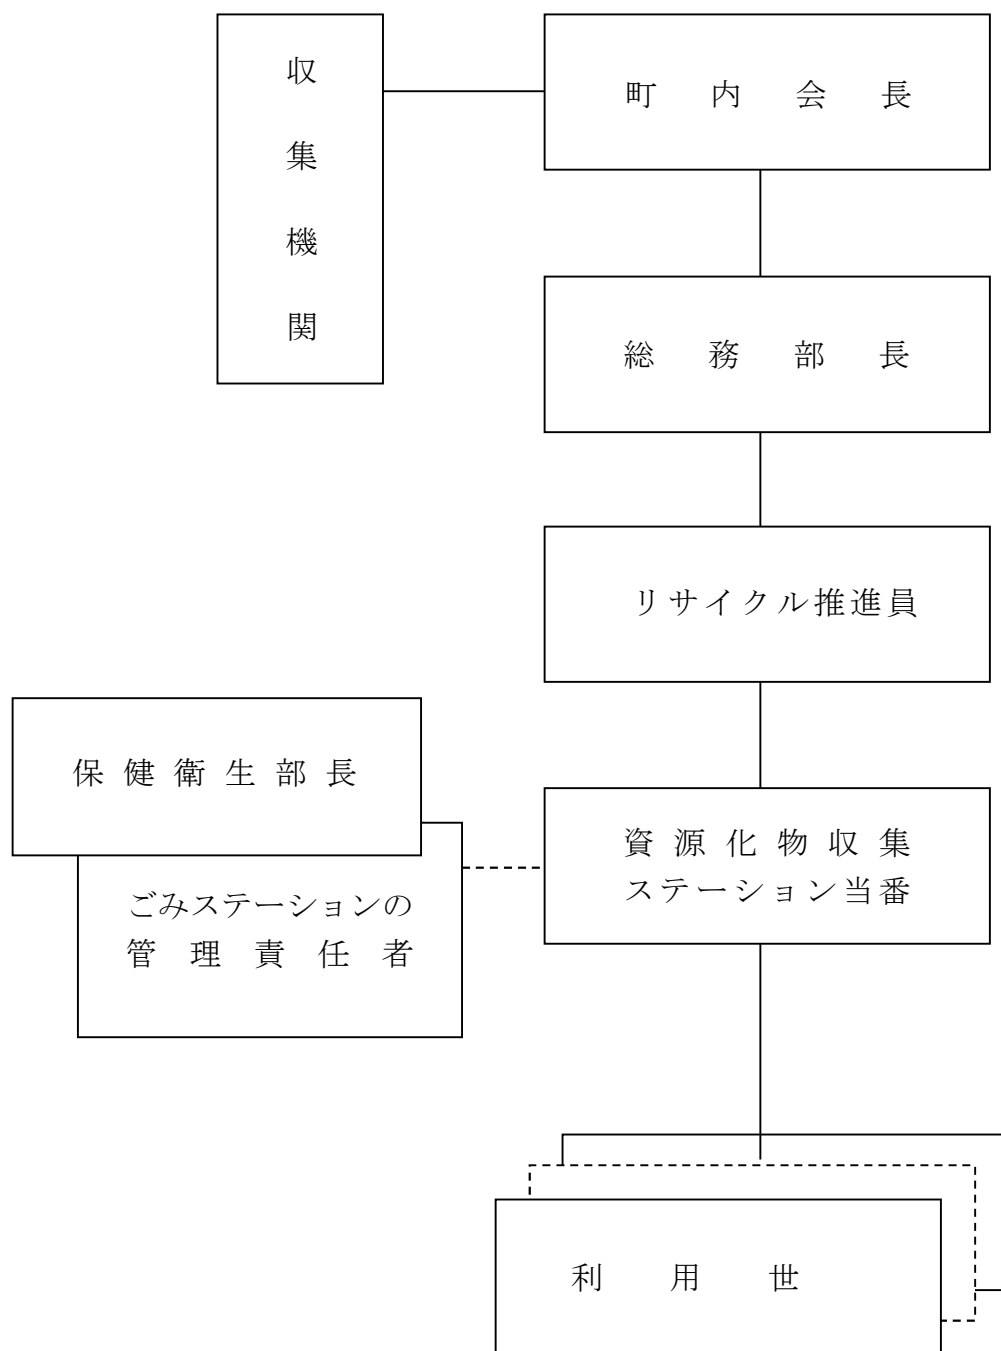 収集機関
町内会長
総務部長
リサイクル推進員
保健衛生部長
ごみステーションの
管理責任者
資源化物収集
ステーション当番
利用世